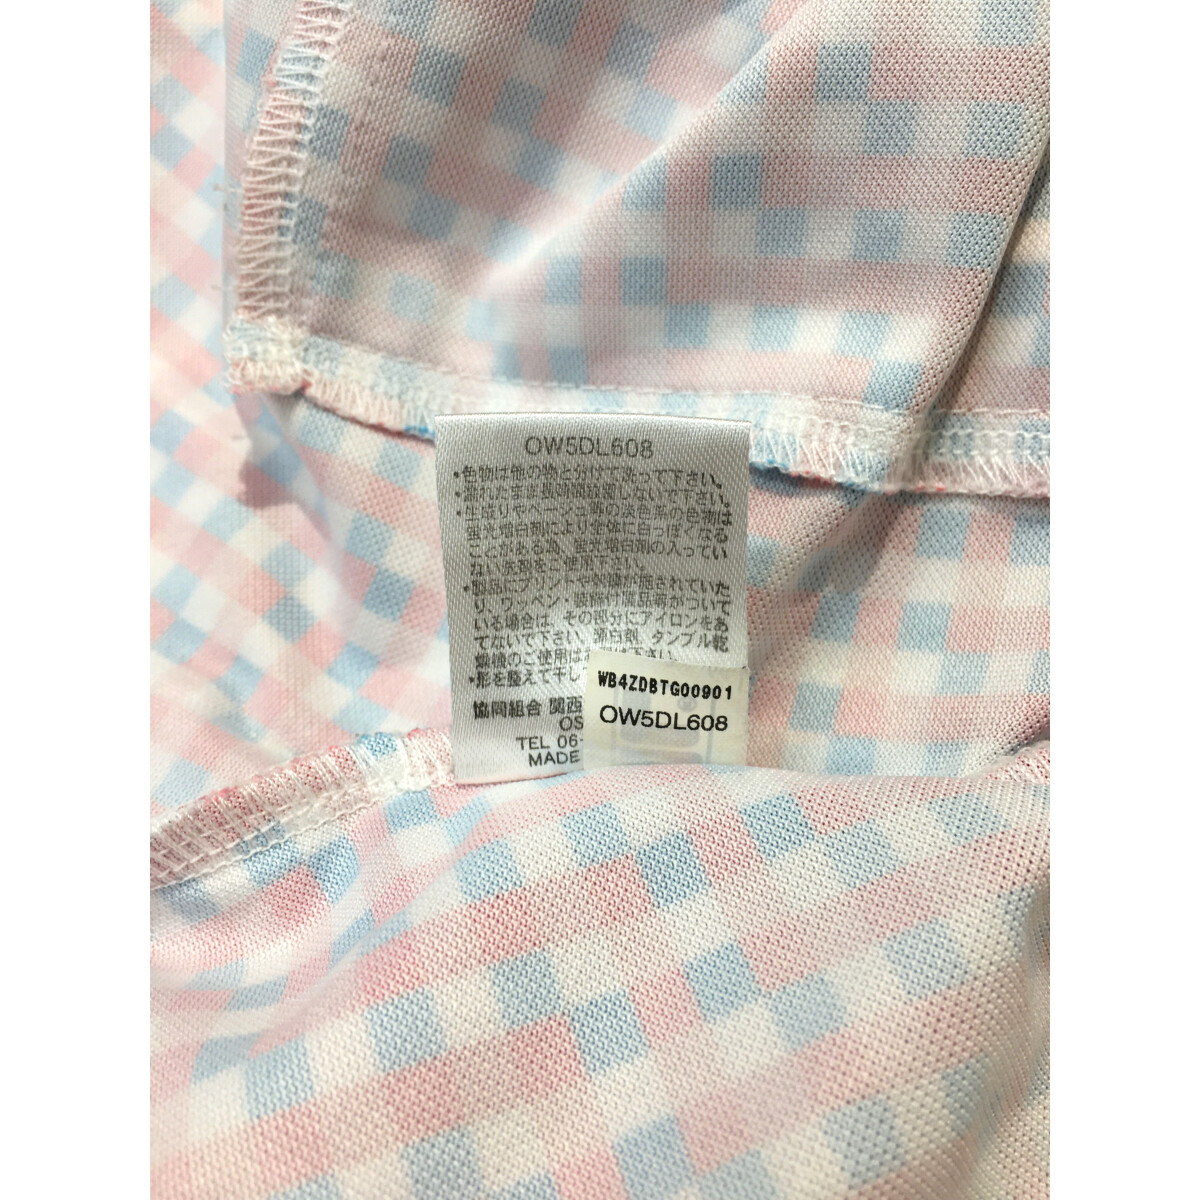 OW5DL608
・色物は他の物と分けて洗って下さい。
・濡れたまま長時間放置しないで下さい。
・生成りやベージュ等の淡色系の色物は
蛍光増白剤により全体に白っぽくなる
ことがある為、蛍光増白剤の入ってい
ない洗剤をご使用下さい。
・製品にプリントや刺繍が施されていた
り、ワッペン、装飾付属品等がついて
いる場合は、その部分にアイロンをあ
てないで下さい。漂白剤、タンブル乾
燥機のご使用は
・形を整えて干し
協同組合 関西
OS
TEL 06-
MADE
WB4ZDBTG00901
OW5DL608